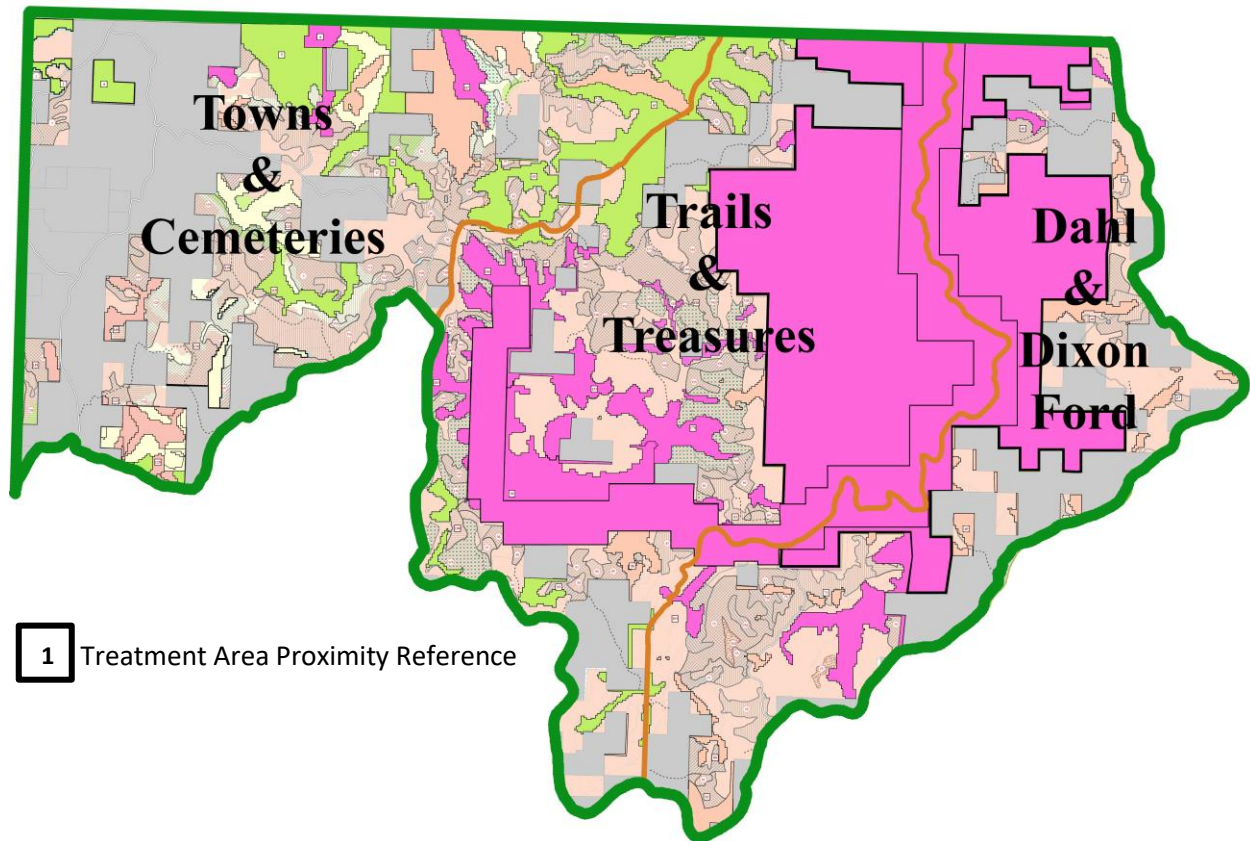 Towns
&
Cemeteries
Trails
&
Treasures
Dahl
&
Dixon
Ford
1 Treatment Area Proximity Reference